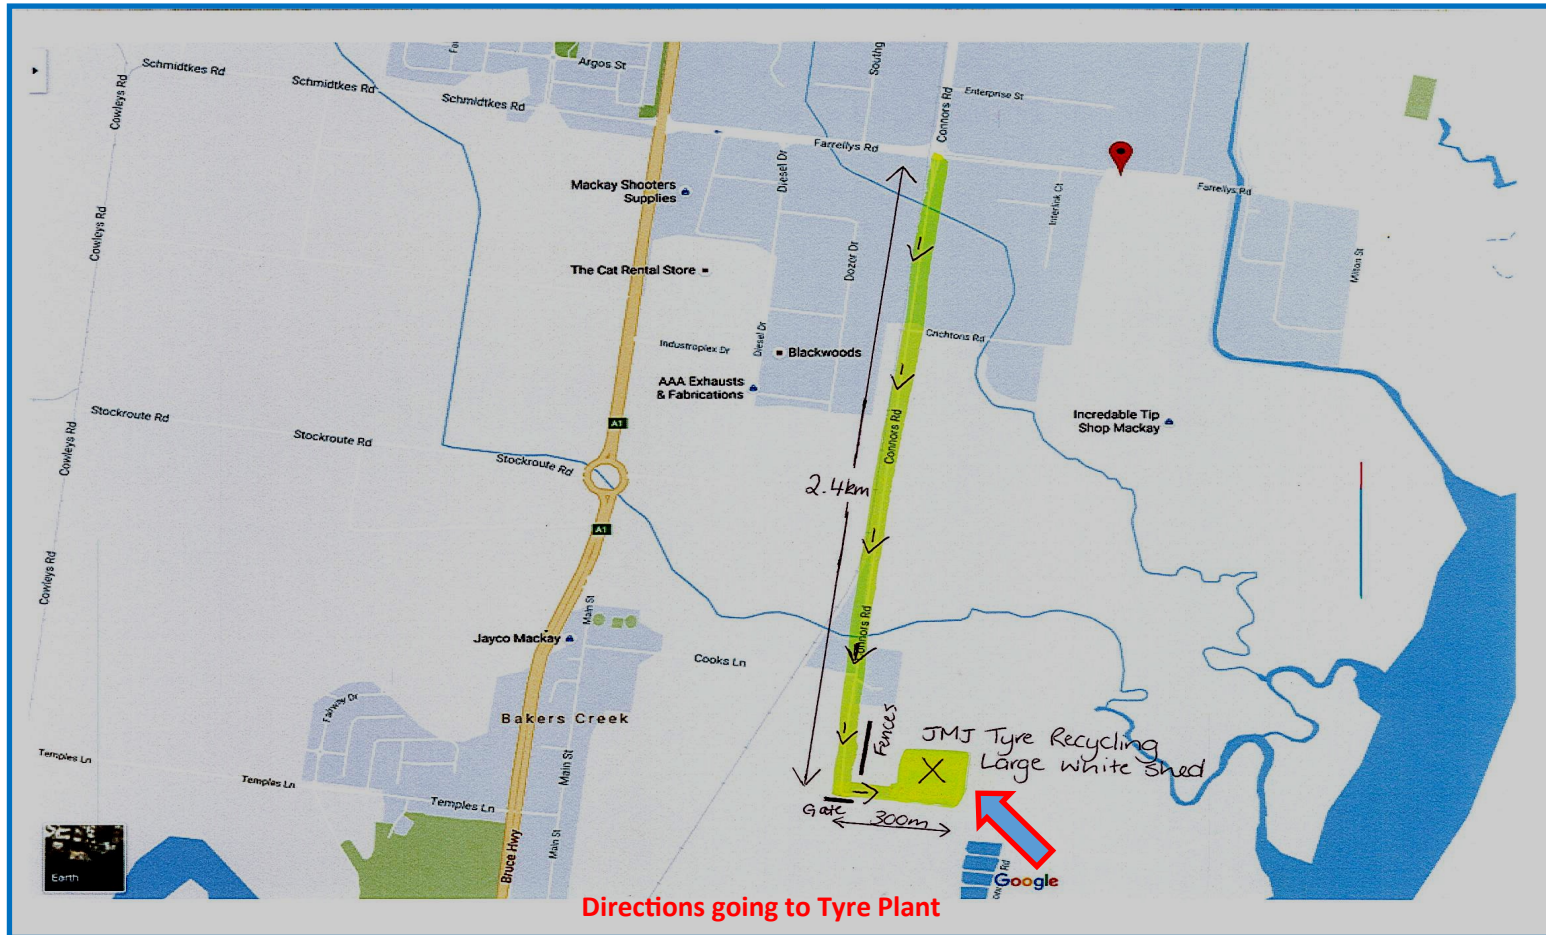 Argos St
Southg
Schmidtkes Rd
Schmidtkes Rd
Schmidtkes Rd
Cowleys Rd
Enterprise St
Connors Rd
Farrellys Rd
Diesel Dr
Mackay Shooters
Supplies
Interlink Ct
Farrellys Rd
Cowleys Rd
Dozer Dr
Milton St
The Cat Rental Store
Crichtons Rd
Industroplex Dr
Diesel Dr
Blackwoods
AAA Exhausts
& Fabrications
Stockroute Rd
A1
Connors Rd
Incredable Tip
Shop Mackay
Stockroute Rd
Cowleys Rd
Stockroute Rd
2.4km
A1
Cowleys Rd
Main St
Connors Rd
Jayco Mackay
Cooks Ln
Fairway Dr
Bakers Creek
Fences
JMJ Tyre Recycling
Large white shed
Temples Ln
Temples Ln
Main St
Temples Ln
Gate
300m
Main St
Bruce Hwy
Earth
Rd
Google
Directions going to Tyre Plant